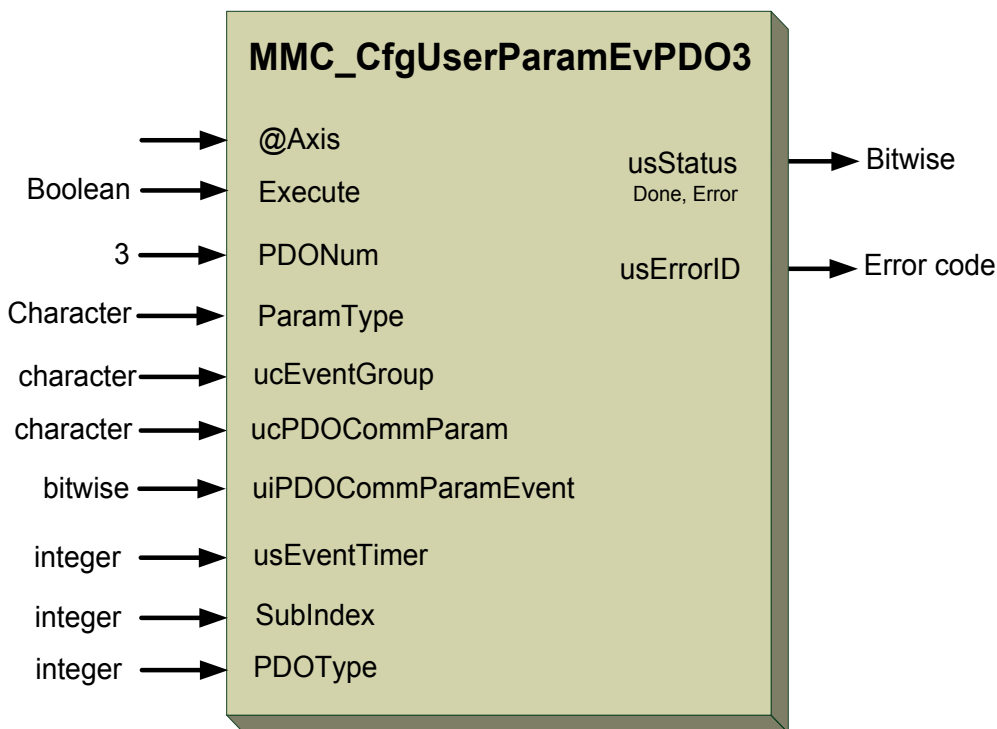 MMC_CfgUserParamEvPDO3
@Axis
Boolean
Execute
3
PDONum
Character
ParamType
character
ucEventGroup
character
ucPDOCommParam
bitwise
uiPDOCommParamEvent
integer
usEventTimer
integer
SubIndex
integer
PDOType
usStatus
Done, Error
Bitwise
usErrorID
Error code